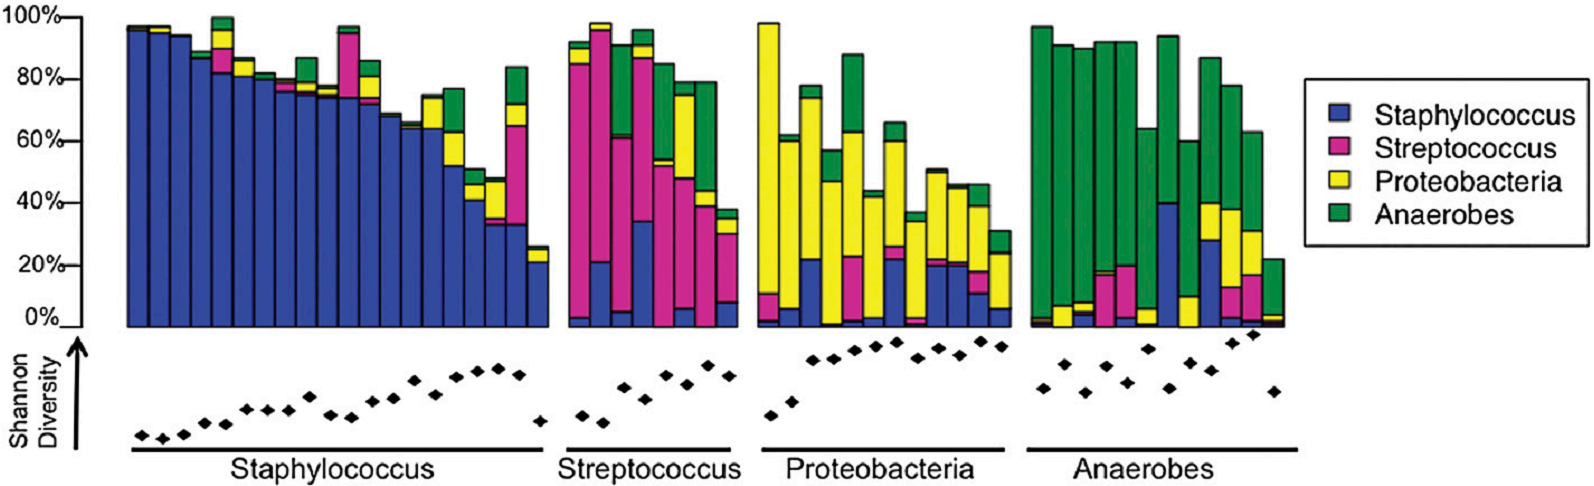 100%
80%
60%
40%
20%
0%
Staphylococcus
Streptococcus
Proteobacteria
Anaerobes
Shannon
Diversity
Staphylococcus
Streptococcus
Proteobacteria
Anaerobes